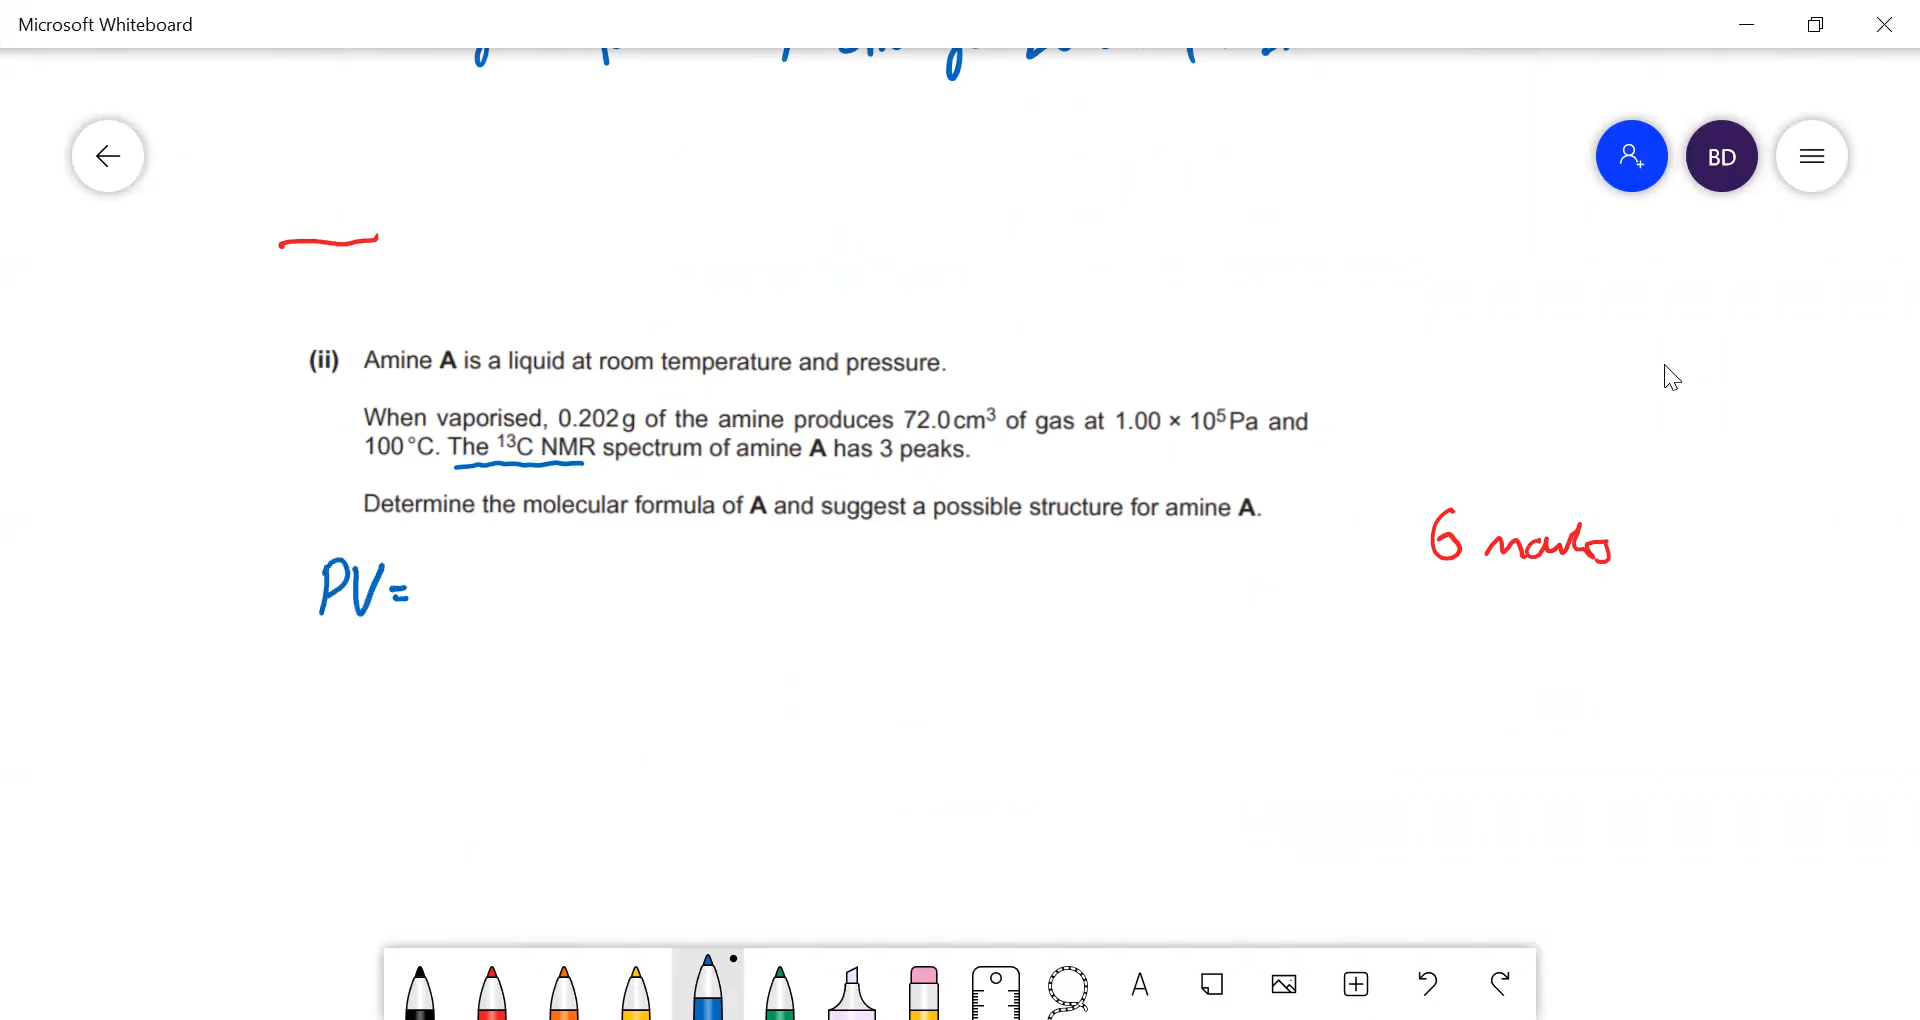 Microsoft Whiteboard
BD
(ii) Amine A is a liquid at room temperature and pressure.
When vaporised, 0.202 g of the amine produces 72.0 cm³ of gas at 1.00 × 10⁵ Pa and
100 °C. The ¹³C NMR spectrum of amine A has 3 peaks.
Determine the molecular formula of A and suggest a possible structure for amine A.
6 marks
PV=
A